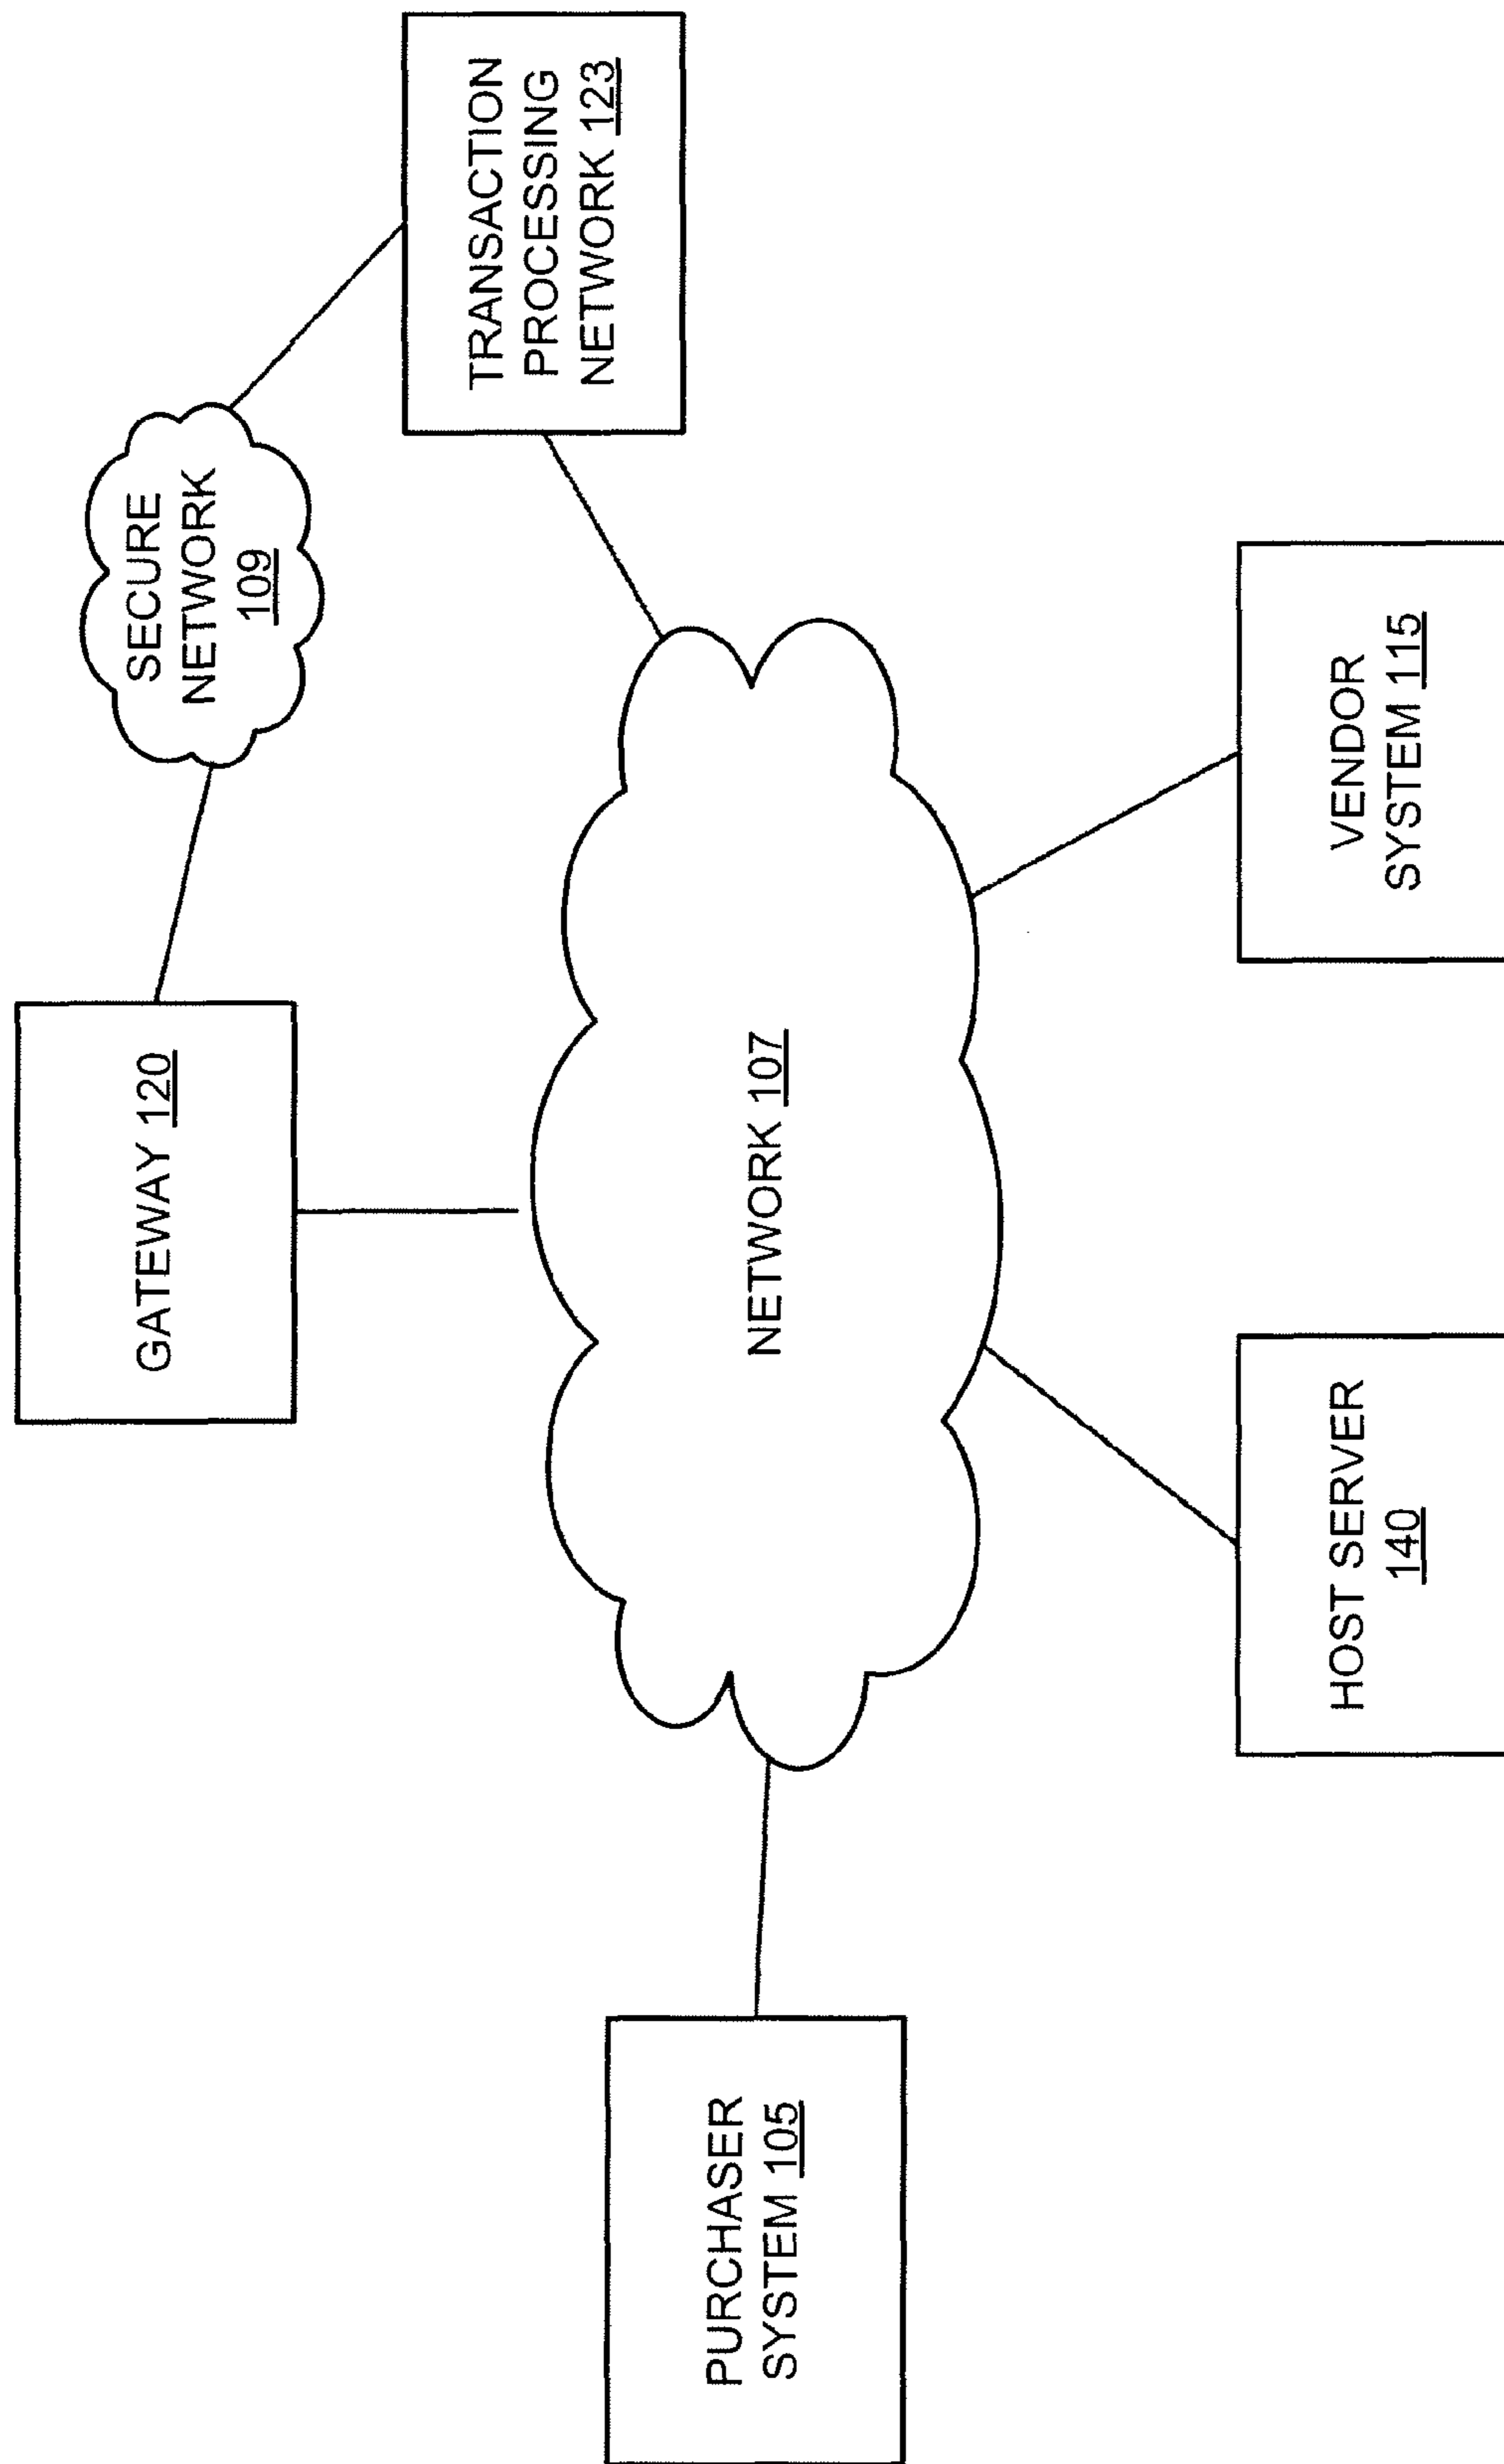 GATEWAY 120
SECURE
NETWORK
109
TRANSACTION
PROCESSING
NETWORK 123
PURCHASER
SYSTEM 105
NETWORK 107
HOST SERVER
140
VENDOR
SYSTEM 115